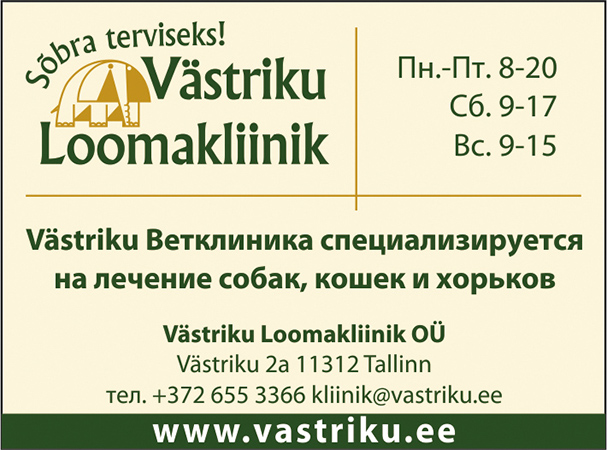 Sõbra terviseks!
Västriku
Loomakliinik
Пн.-Пт. 8-20
Сб. 9-17
Вс. 9-15
Västriku Ветклиника специализируется
на лечение собак, кошек и хорьков
Västriku Loomakliinik OÜ
Västriku 2a 11312 Tallinn
тел. +372 655 3366 kliinik@vastriku.ee
www.vastriku.ee